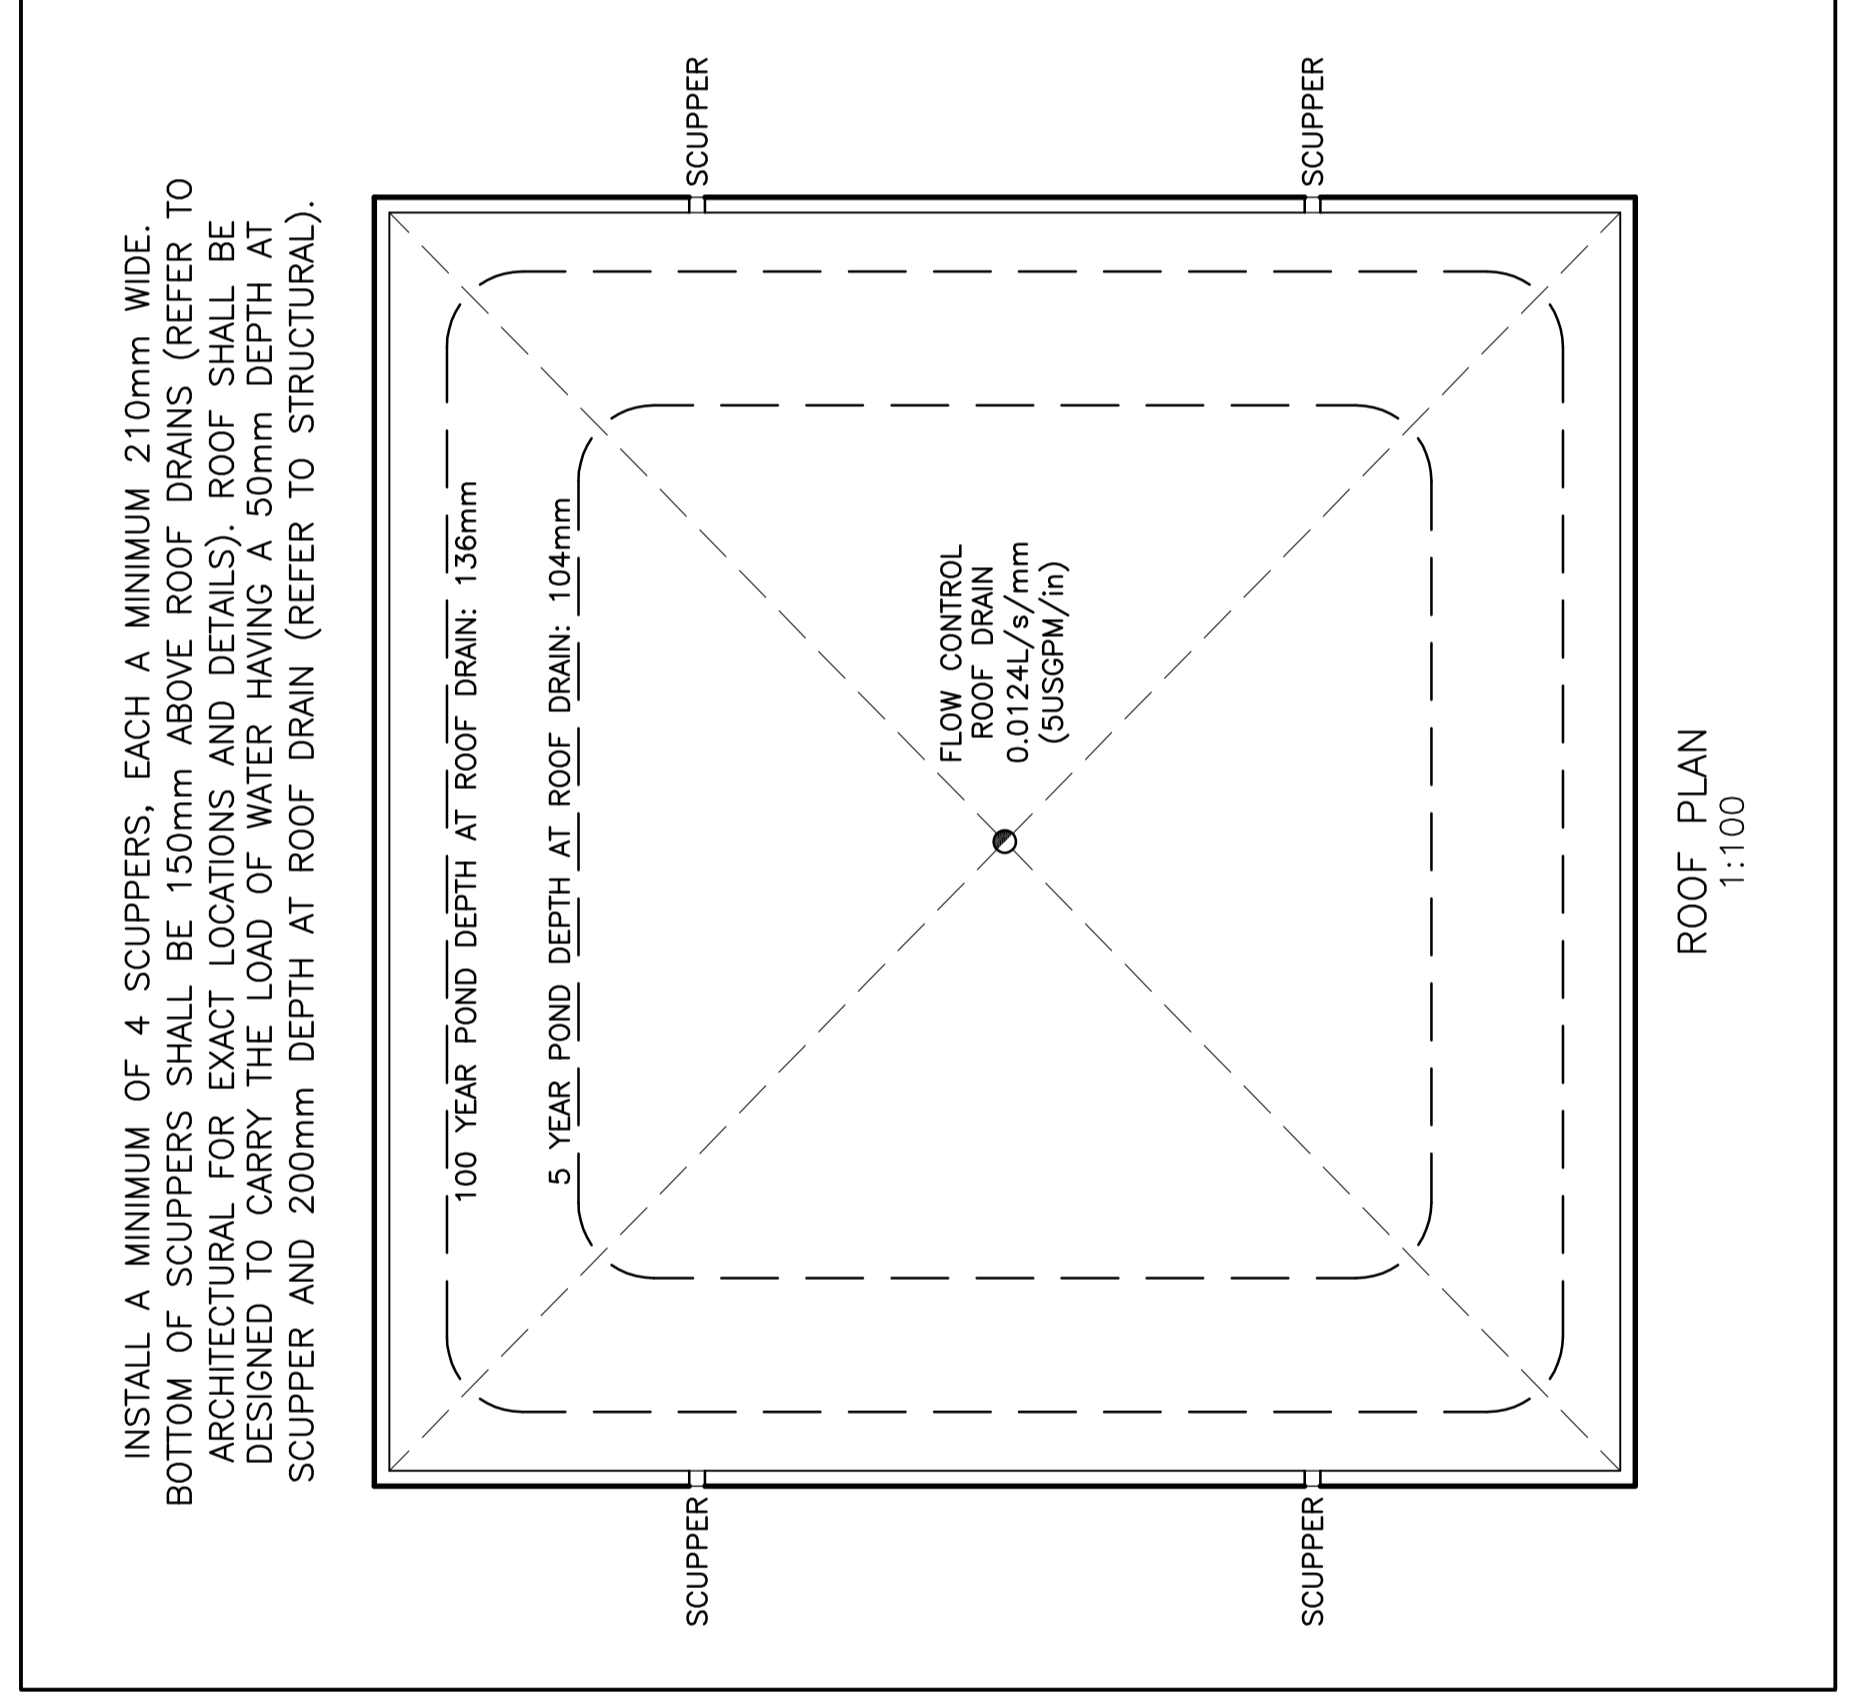 INSTALL A MINIMUM OF 4 SCUPPERS, EACH A MINIMUM 210mm WIDE.
BOTTOM OF SCUPPERS SHALL BE 150mm ABOVE ROOF DRAINS (REFER TO
ARCHITECTURAL FOR EXACT LOCATIONS AND DETAILS). ROOF SHALL BE
DESIGNED TO CARRY THE LOAD OF WATER HAVING A 50mm DEPTH AT
SCUPPER AND 200mm DEPTH AT ROOF DRAIN (REFER TO STRUCTURAL).
100 YEAR POND DEPTH AT ROOF DRAIN: 136mm
5 YEAR POND DEPTH AT ROOF DRAIN: 104mm
SCUPPER
SCUPPER
FLOW CONTROL
ROOF DRAIN
0.0124L/s/mm
(5USGPM/in)
SCUPPER
SCUPPER
ROOF PLAN
1:100